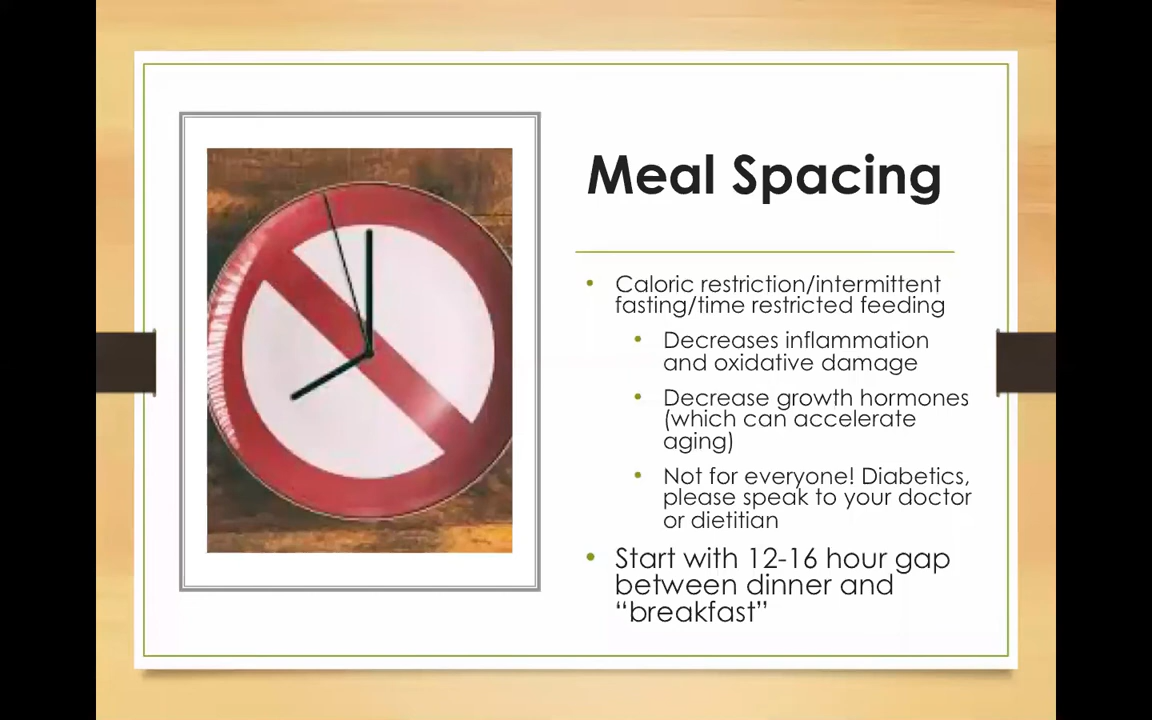 Meal Spacing
• Caloric restriction/intermittent
fasting/time restricted feeding
• Decreases inflammation
and oxidative damage
• Decrease growth hormones
(which can accelerate
aging)
• Not for everyone! Diabetics,
please speak to your doctor
or dietitian
• Start with 12-16 hour gap
between dinner and
“breakfast”